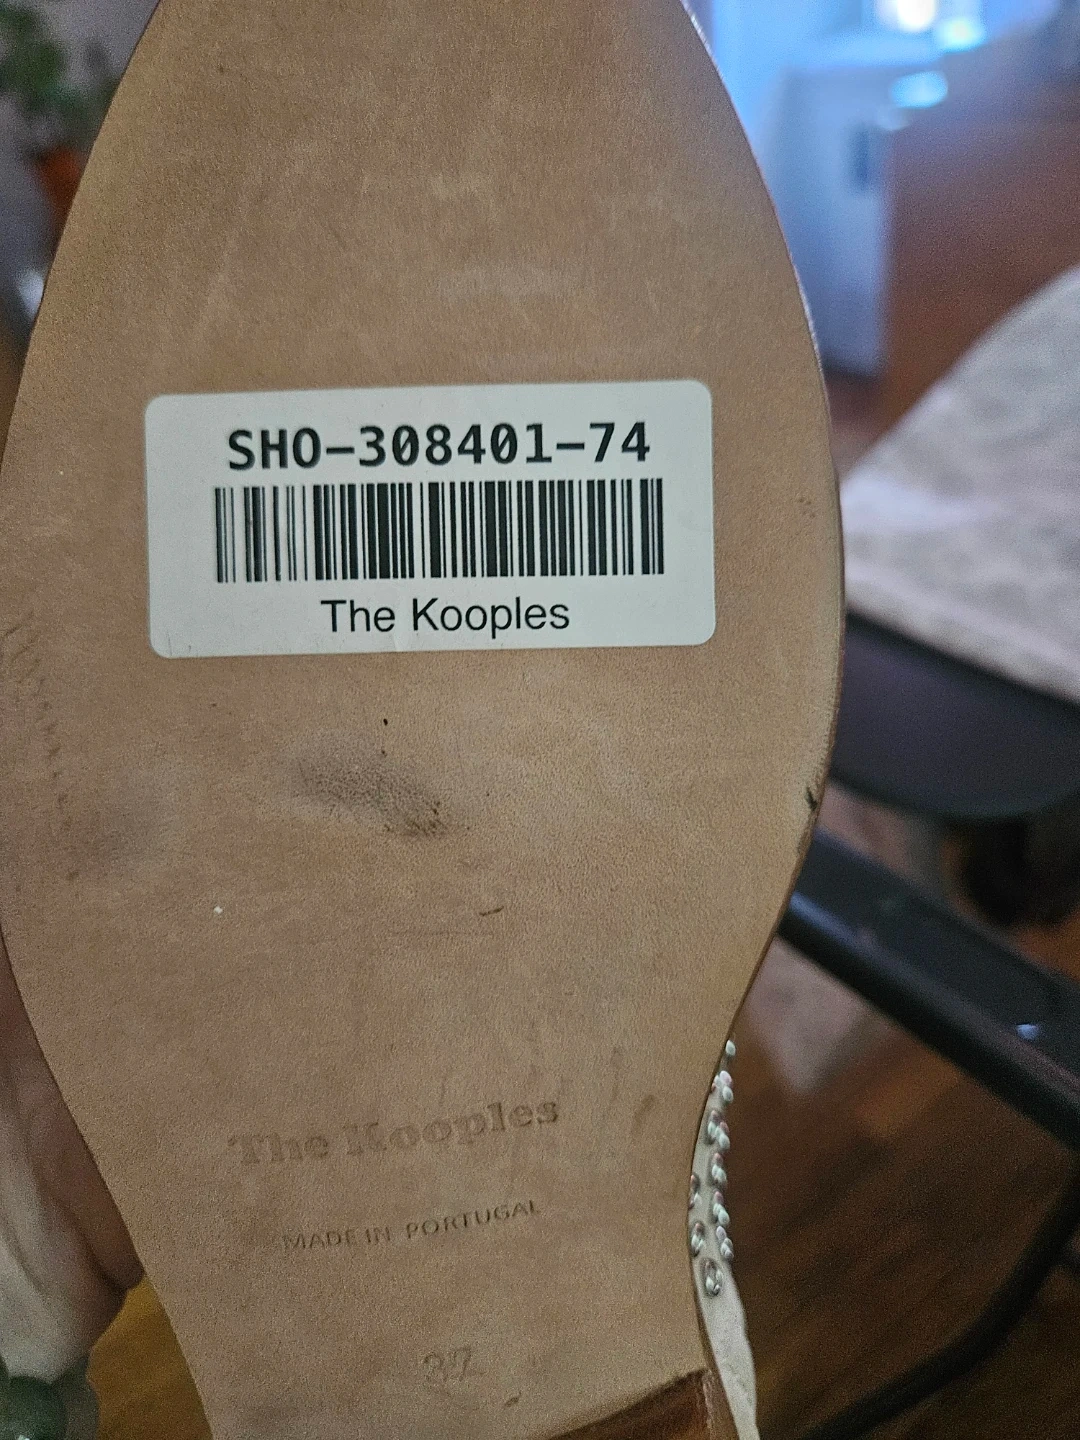 SHO-308401-74
The Kooples
The Kooples
MADE IN PORTUGAL
37